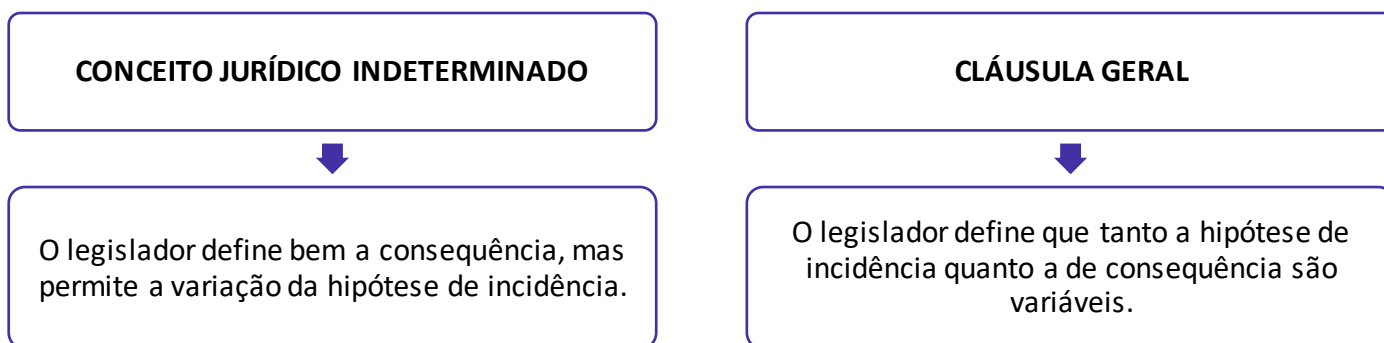 CONCEITO JURÍDICO INDETERMINADO
O legislador define bem a consequência, mas
permite a variação da hipótese de incidência.
CLÁUSULA GERAL
O legislador define que tanto a hipótese de
incidência quanto a de consequência são
variáveis.